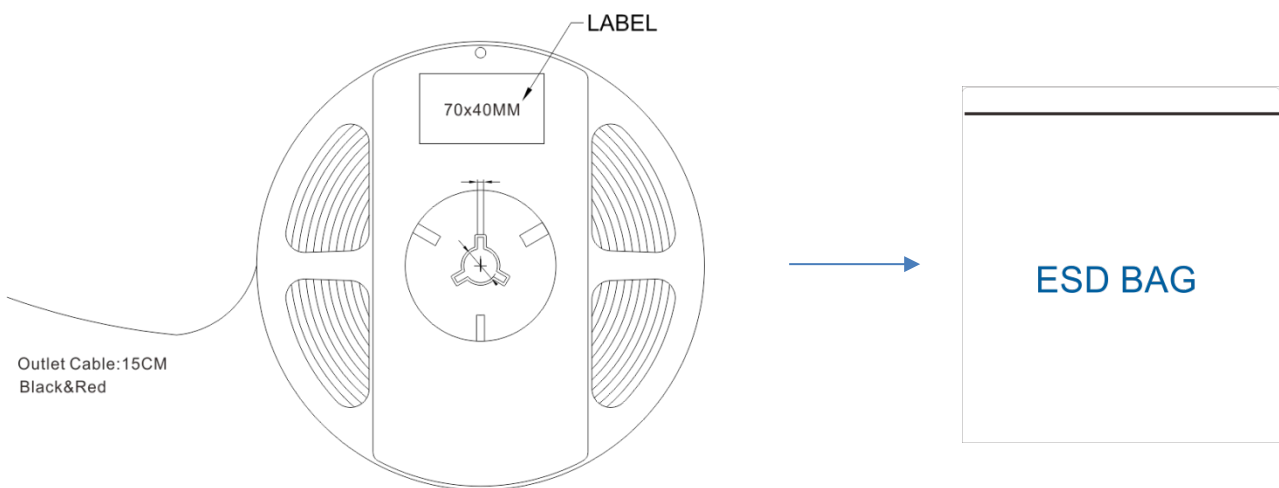 LABEL
70x40MM
ESD BAG
Outlet Cable:15CM
Black&Red